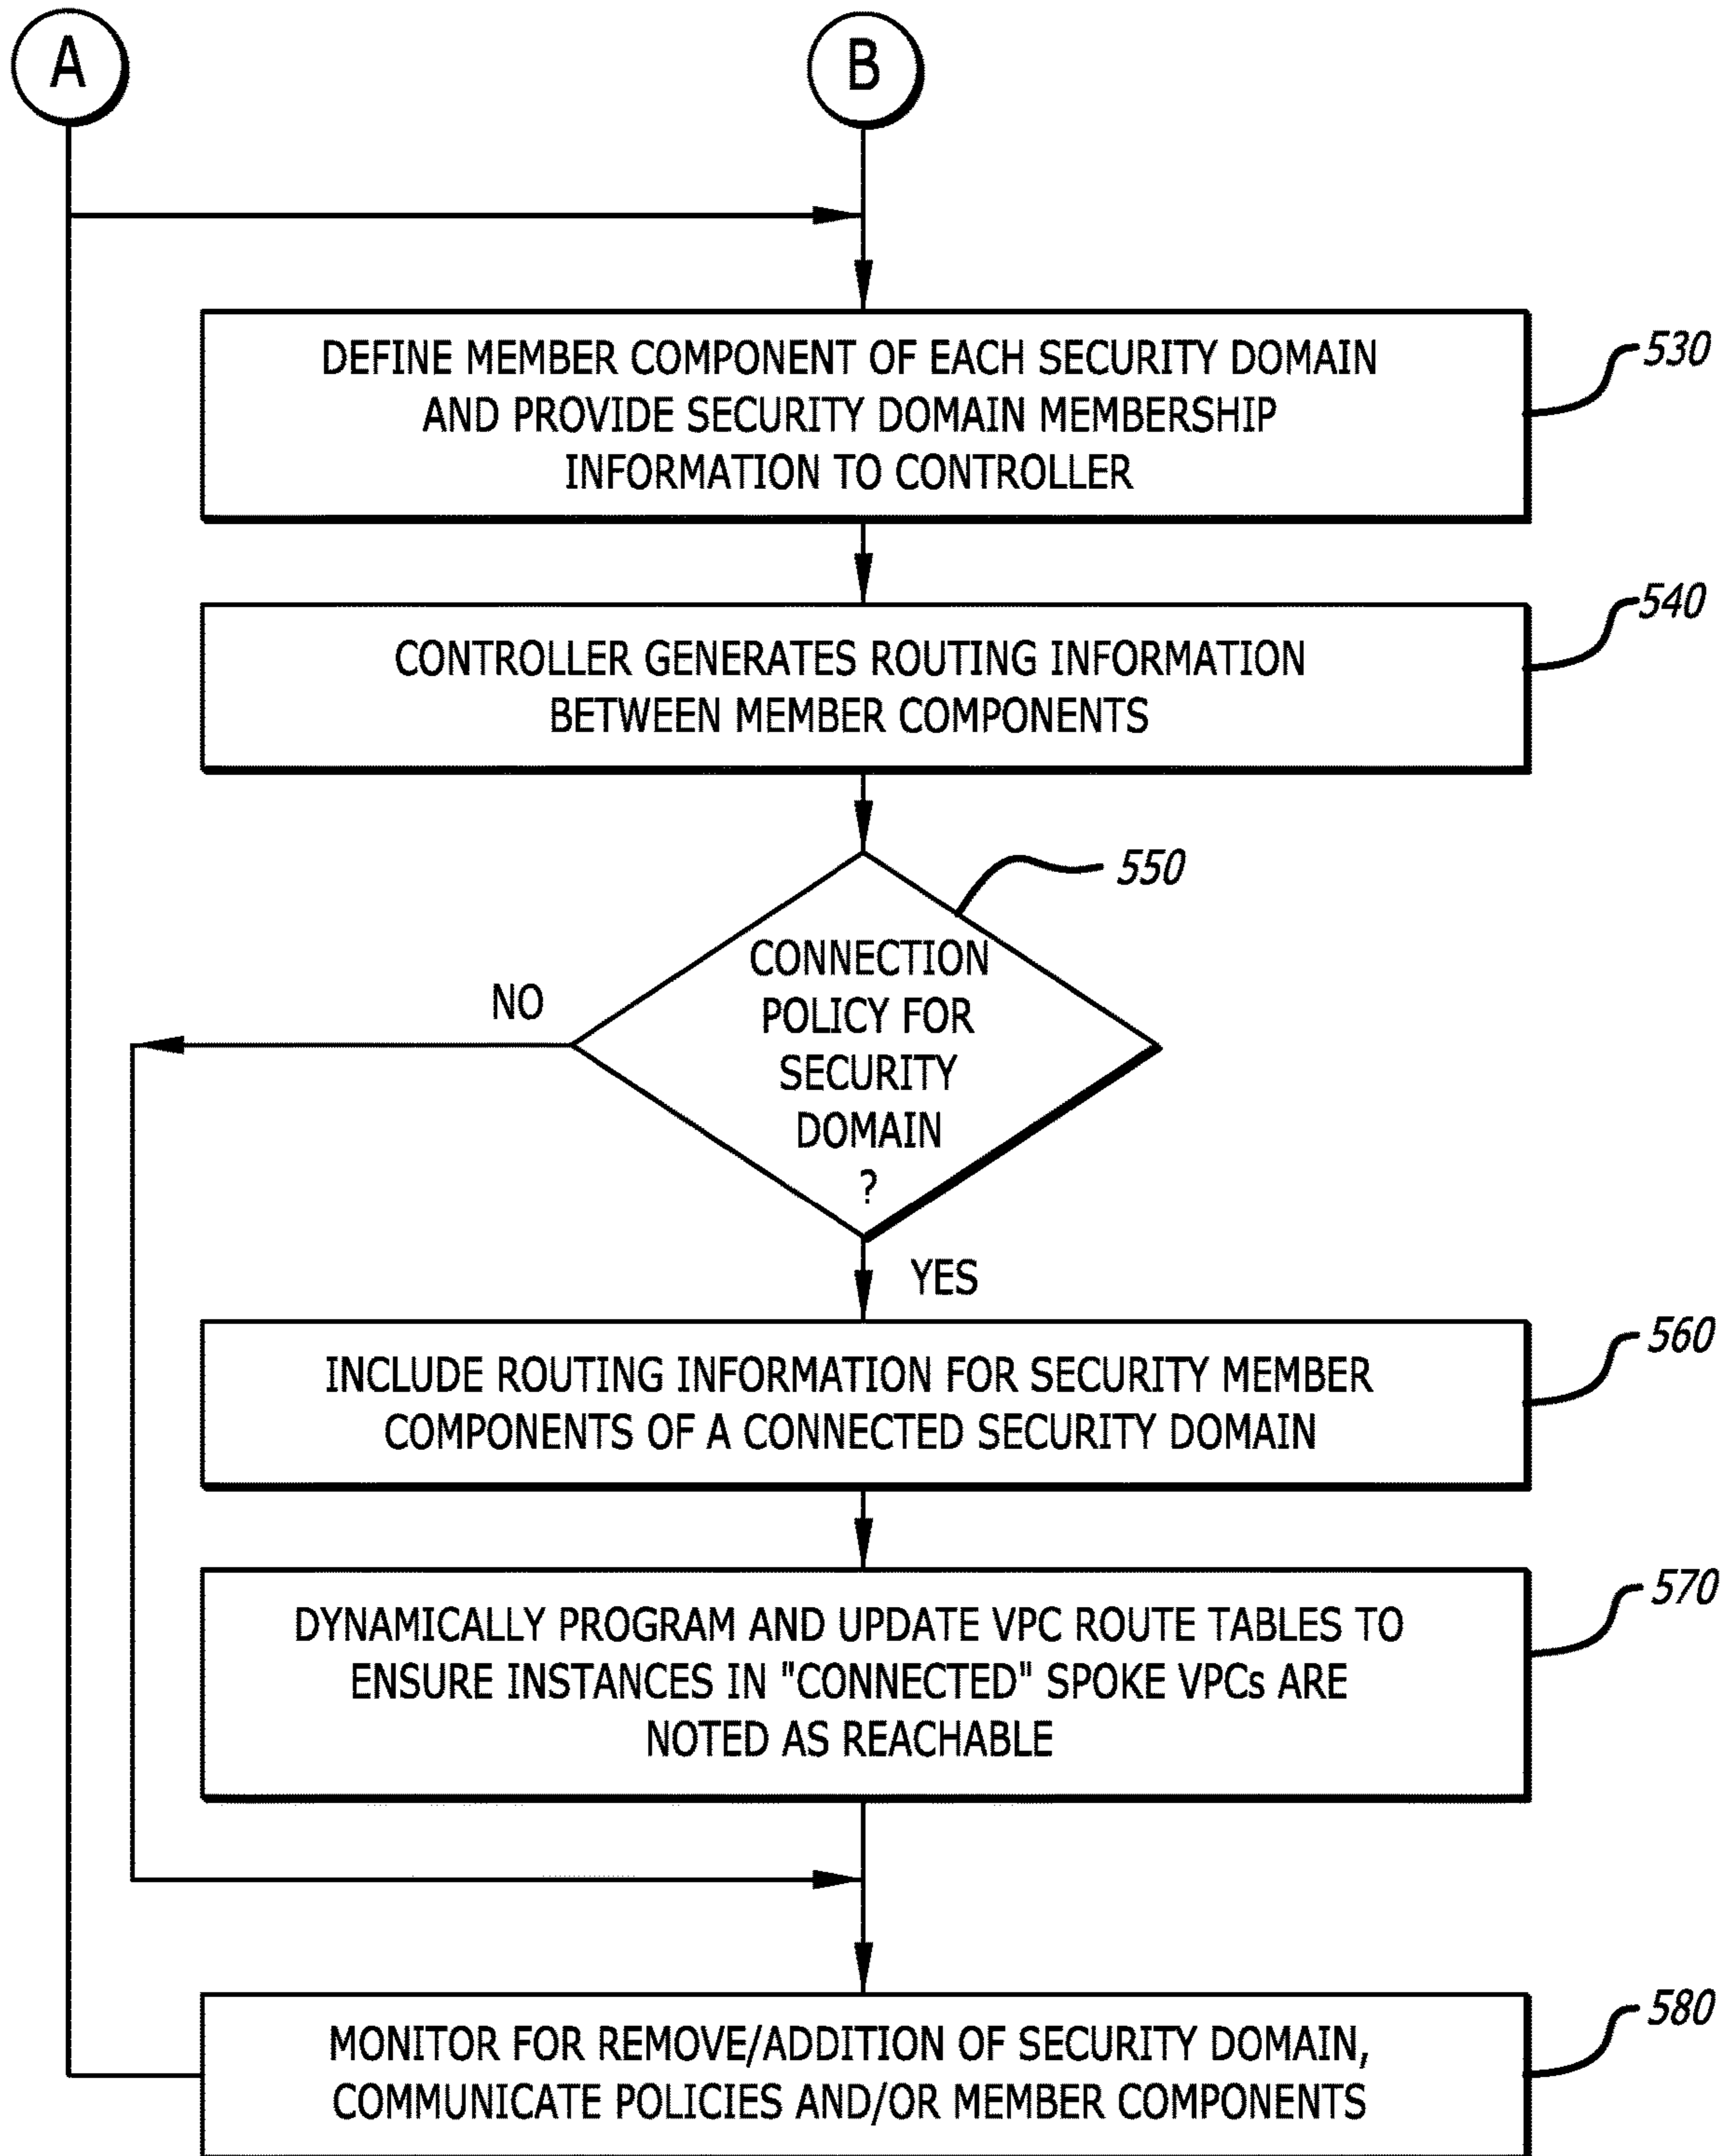 A
B
DEFINE MEMBER COMPONENT OF EACH SECURITY DOMAIN
AND PROVIDE SECURITY DOMAIN MEMBERSHIP
INFORMATION TO CONTROLLER
530
CONTROLLER GENERATES ROUTING INFORMATION
BETWEEN MEMBER COMPONENTS
540
CONNECTION
POLICY FOR
SECURITY
DOMAIN
?
550
NO
YES
INCLUDE ROUTING INFORMATION FOR SECURITY MEMBER
COMPONENTS OF A CONNECTED SECURITY DOMAIN
560
DYNAMICALLY PROGRAM AND UPDATE VPC ROUTE TABLES TO
ENSURE INSTANCES IN "CONNECTED" SPOKE VPCs ARE
NOTED AS REACHABLE
570
MONITOR FOR REMOVE/ADDITION OF SECURITY DOMAIN,
COMMUNICATE POLICIES AND/OR MEMBER COMPONENTS
580